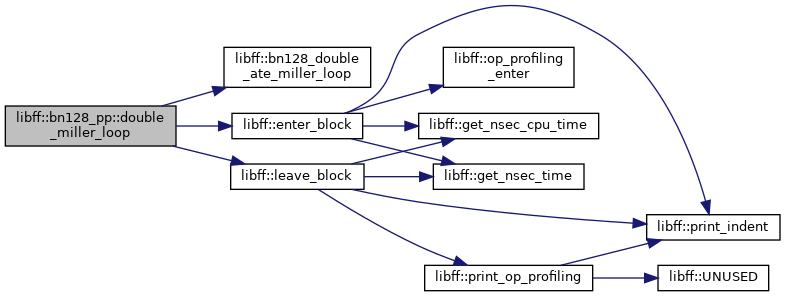 libff::bn128_pp::double
_miller_loop
libff::bn128_double
_ate_miller_loop
libff::enter_block
libff::leave_block
libff::op_profiling
_enter
libff::get_nsec_cpu_time
libff::get_nsec_time
libff::print_op_profiling
libff::print_indent
libff::UNUSED